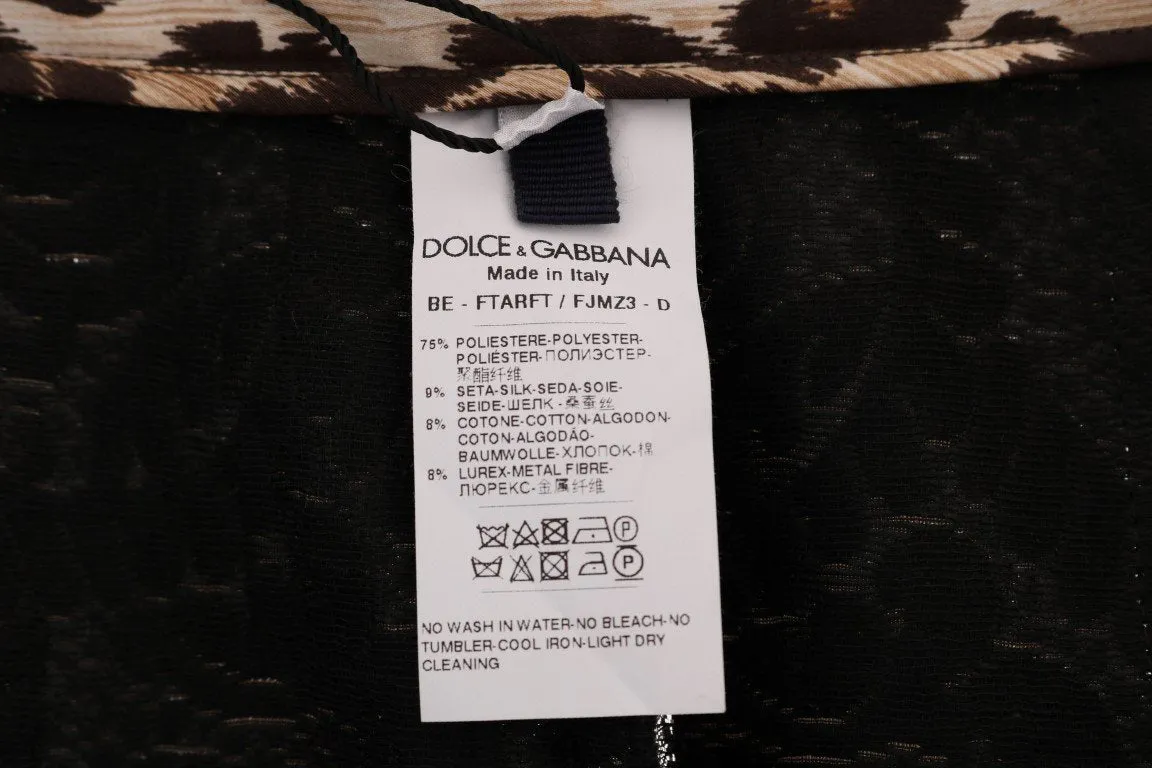 DOLCE & GABBANA
Made in Italy
BE - FTARFT / FJMZ3 - D
75% POLIESTERE-POLYESTER-
POLIÉSTER-ПОЛИЭСТЕР-
聚酯纤维
9% SETA-SILK-SEDA-SOIE-
SEIDE-ШЕЛК - 桑蚕丝
8% COTONE-COTTON-ALGODON-
COTON-ALGODÃO-
BAUMWOLLE-ХЛОПОК-棉
8% LUREX-METAL FIBRE-
ЛЮРЕКС-金属纤维
P
P
NO WASH IN WATER-NO BLEACH-NO
TUMBLER-COOL IRON-LIGHT DRY
CLEANING